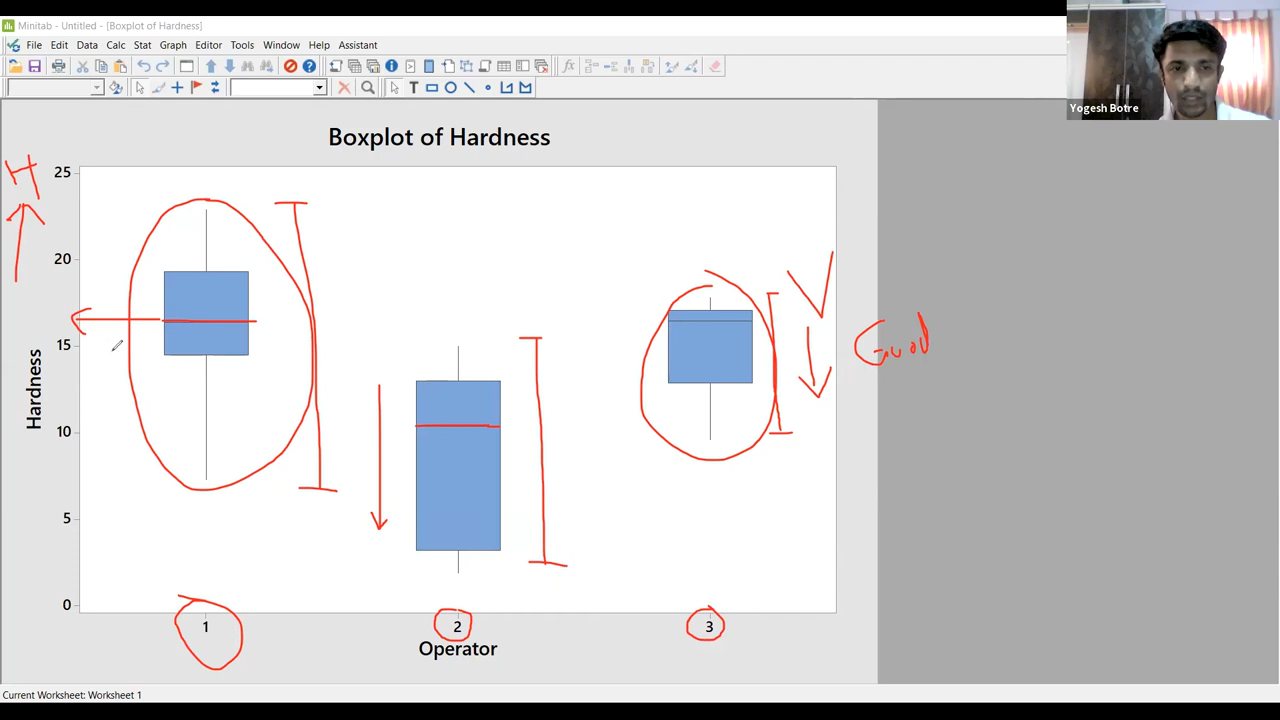 Minitab - Untitled - [Boxplot of Hardness]
File Edit Data Calc Stat Graph Editor Tools Window Help Assistant
Yogesh Botre
Boxplot of Hardness
H
25
20
15
10
5
0
Hardness
Good
1 2 3
Operator
Current Worksheet: Worksheet 1